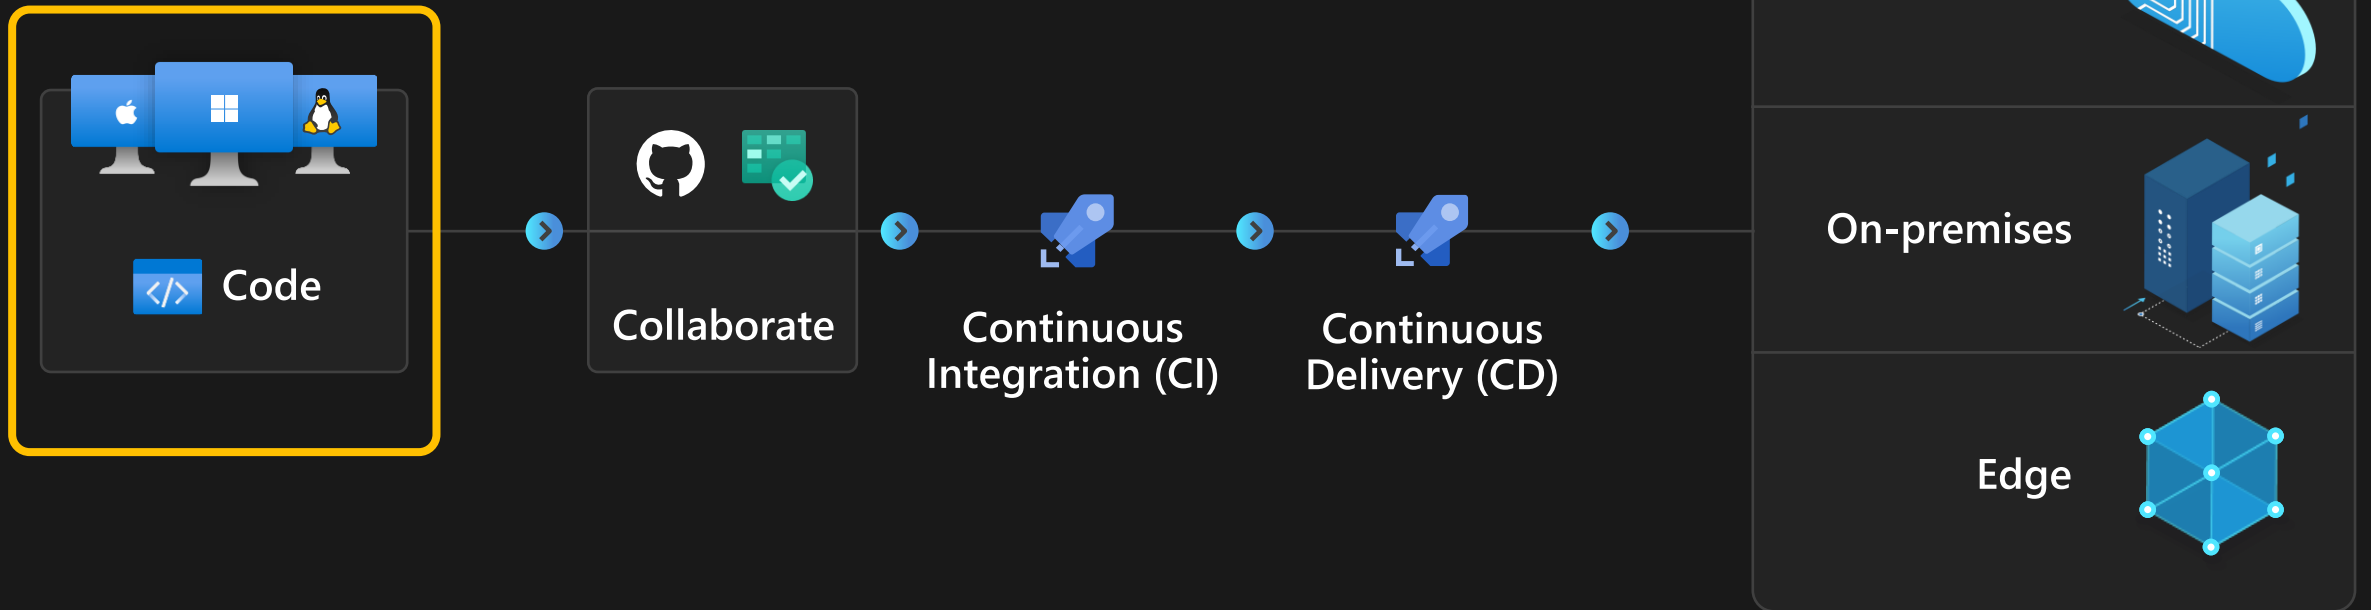 Code
Collaborate
Continuous
Integration (CI)
Continuous
Delivery (CD)
On-premises
Edge